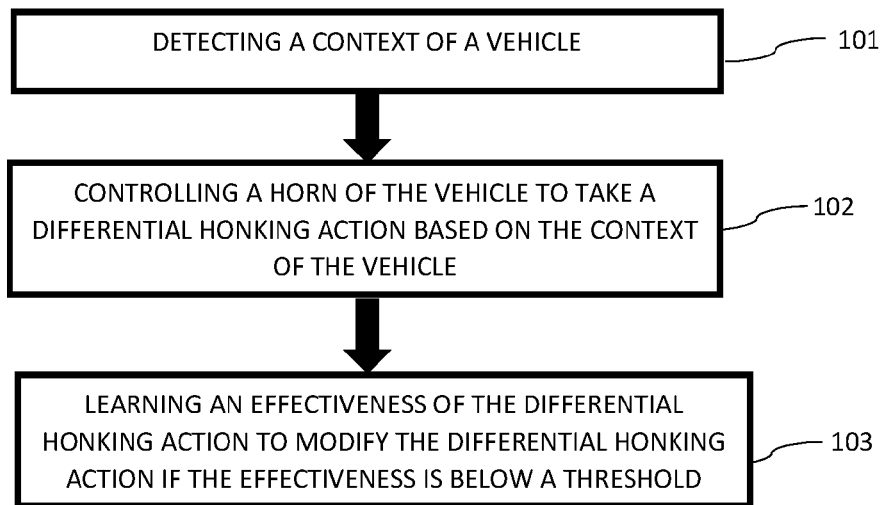 DETECTING A CONTEXT OF A VEHICLE
101
CONTROLLING A HORN OF THE VEHICLE TO TAKE A
DIFFERENTIAL HONKING ACTION BASED ON THE CONTEXT
OF THE VEHICLE
102
LEARNING AN EFFECTIVENESS OF THE DIFFERENTIAL
HONKING ACTION TO MODIFY THE DIFFERENTIAL HONKING
ACTION IF THE EFFECTIVENESS IS BELOW A THRESHOLD
103